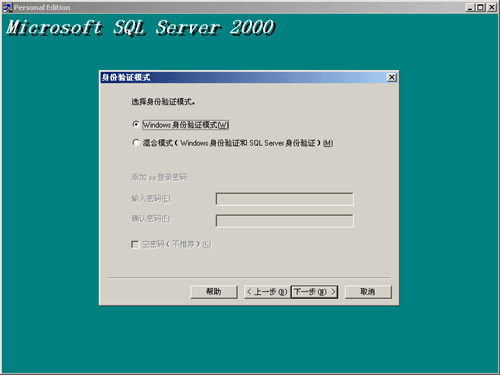 Personal Edition
Microsoft SQL Server 2000
身份验证模式
选择身份验证模式。
Windows 身份验证模式(W)
混合模式(Windows 身份验证和 SQL Server 身份验证)(M)
添加 sa 登录密码:
输入密码(E):
确认密码(F):
空密码(不推荐)(K)
帮助
< 上一步(B)
下一步(N) >
取消